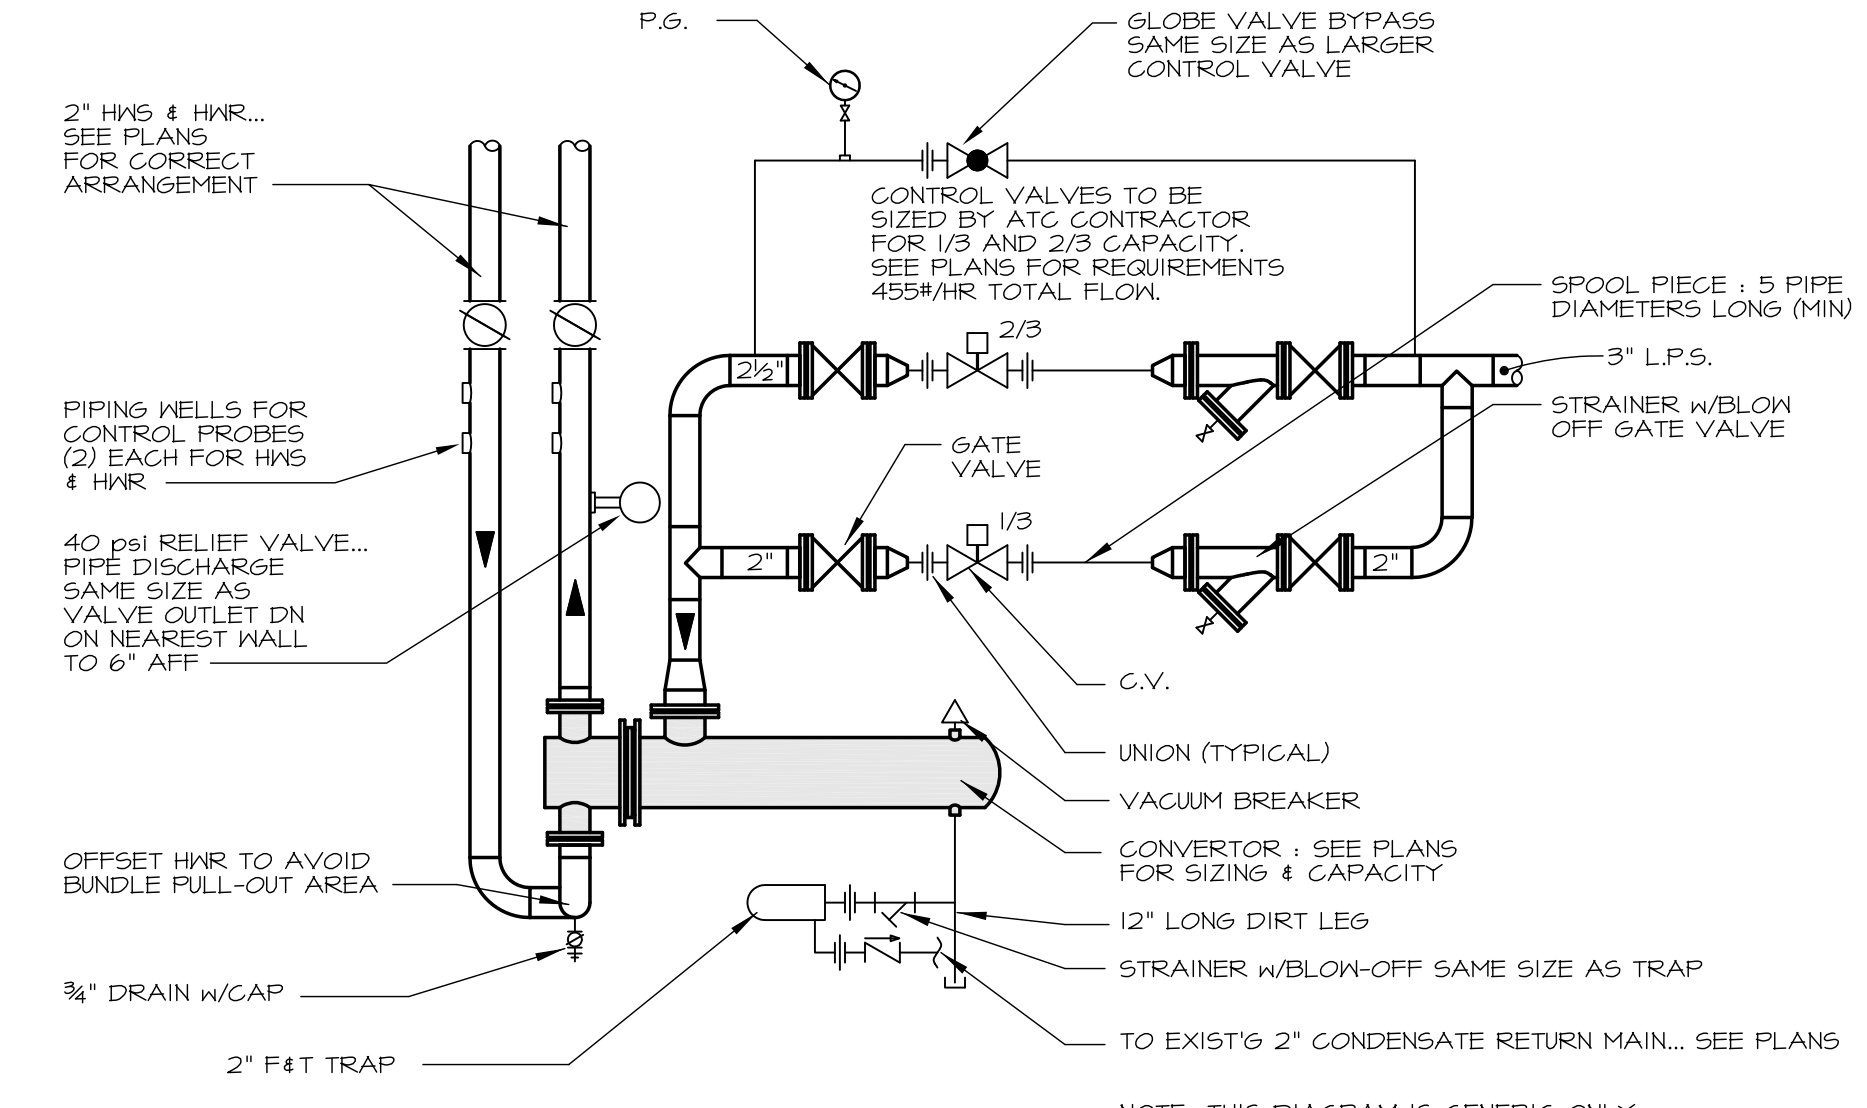 P.G.
GLOBE VALVE BYPASS
SAME SIZE AS LARGER
CONTROL VALVE
2" HWS & HWR...
SEE PLANS
FOR CORRECT
ARRANGEMENT
CONTROL VALVES TO BE
SIZED BY ATC CONTRACTOR
FOR 1/3 AND 2/3 CAPACITY.
SEE PLANS FOR REQUIREMENTS
455#/HR TOTAL FLOW.
SPOOL PIECE : 5 PIPE
DIAMETERS LONG (MIN)
2/3
2½"
3" L.P.S.
PIPING WELLS FOR
CONTROL PROBES
(2) EACH FOR HWS
& HWR
STRAINER w/BLOW
OFF GATE VALVE
GATE
VALVE
1/3
40 psi RELIEF VALVE...
PIPE DISCHARGE
SAME SIZE AS
VALVE OUTLET DN
ON NEAREST WALL
TO 6" AFF
2"
2"
C.V.
UNION (TYPICAL)
VACUUM BREAKER
CONVERTOR : SEE PLANS
FOR SIZING & CAPACITY
OFFSET HWR TO AVOID
BUNDLE PULL-OUT AREA
12" LONG DIRT LEG
STRAINER w/BLOW-OFF SAME SIZE AS TRAP
¾" DRAIN w/CAP
TO EXIST'G 2" CONDENSATE RETURN MAIN... SEE PLANS
2" F&T TRAP